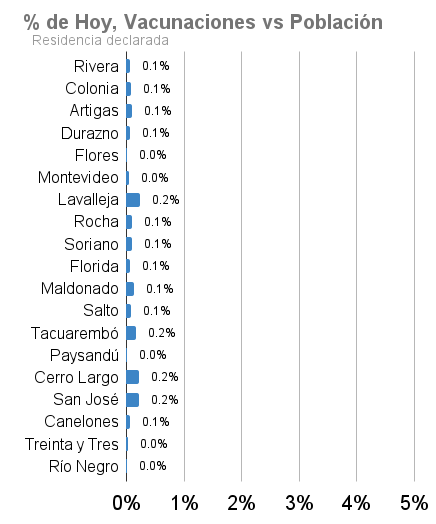 % de Hoy, Vacunaciones vs Población
Residencia declarada
Rivera 0.1%
Colonia 0.1%
Artigas 0.1%
Durazno 0.1%
Flores 0.0%
Montevideo 0.0%
Lavalleja 0.2%
Rocha 0.1%
Soriano 0.1%
Florida 0.1%
Maldonado 0.1%
Salto 0.1%
Tacuarembó 0.2%
Paysandú 0.0%
Cerro Largo 0.2%
San José 0.2%
Canelones 0.1%
Treinta y Tres 0.0%
Río Negro 0.0%
0% 1% 2% 3% 4% 5%